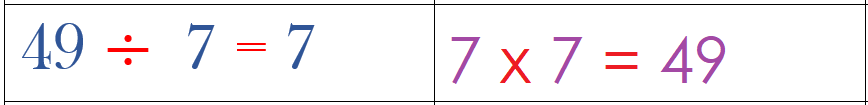 49 ÷ 7 = 7
7 x 7 = 49